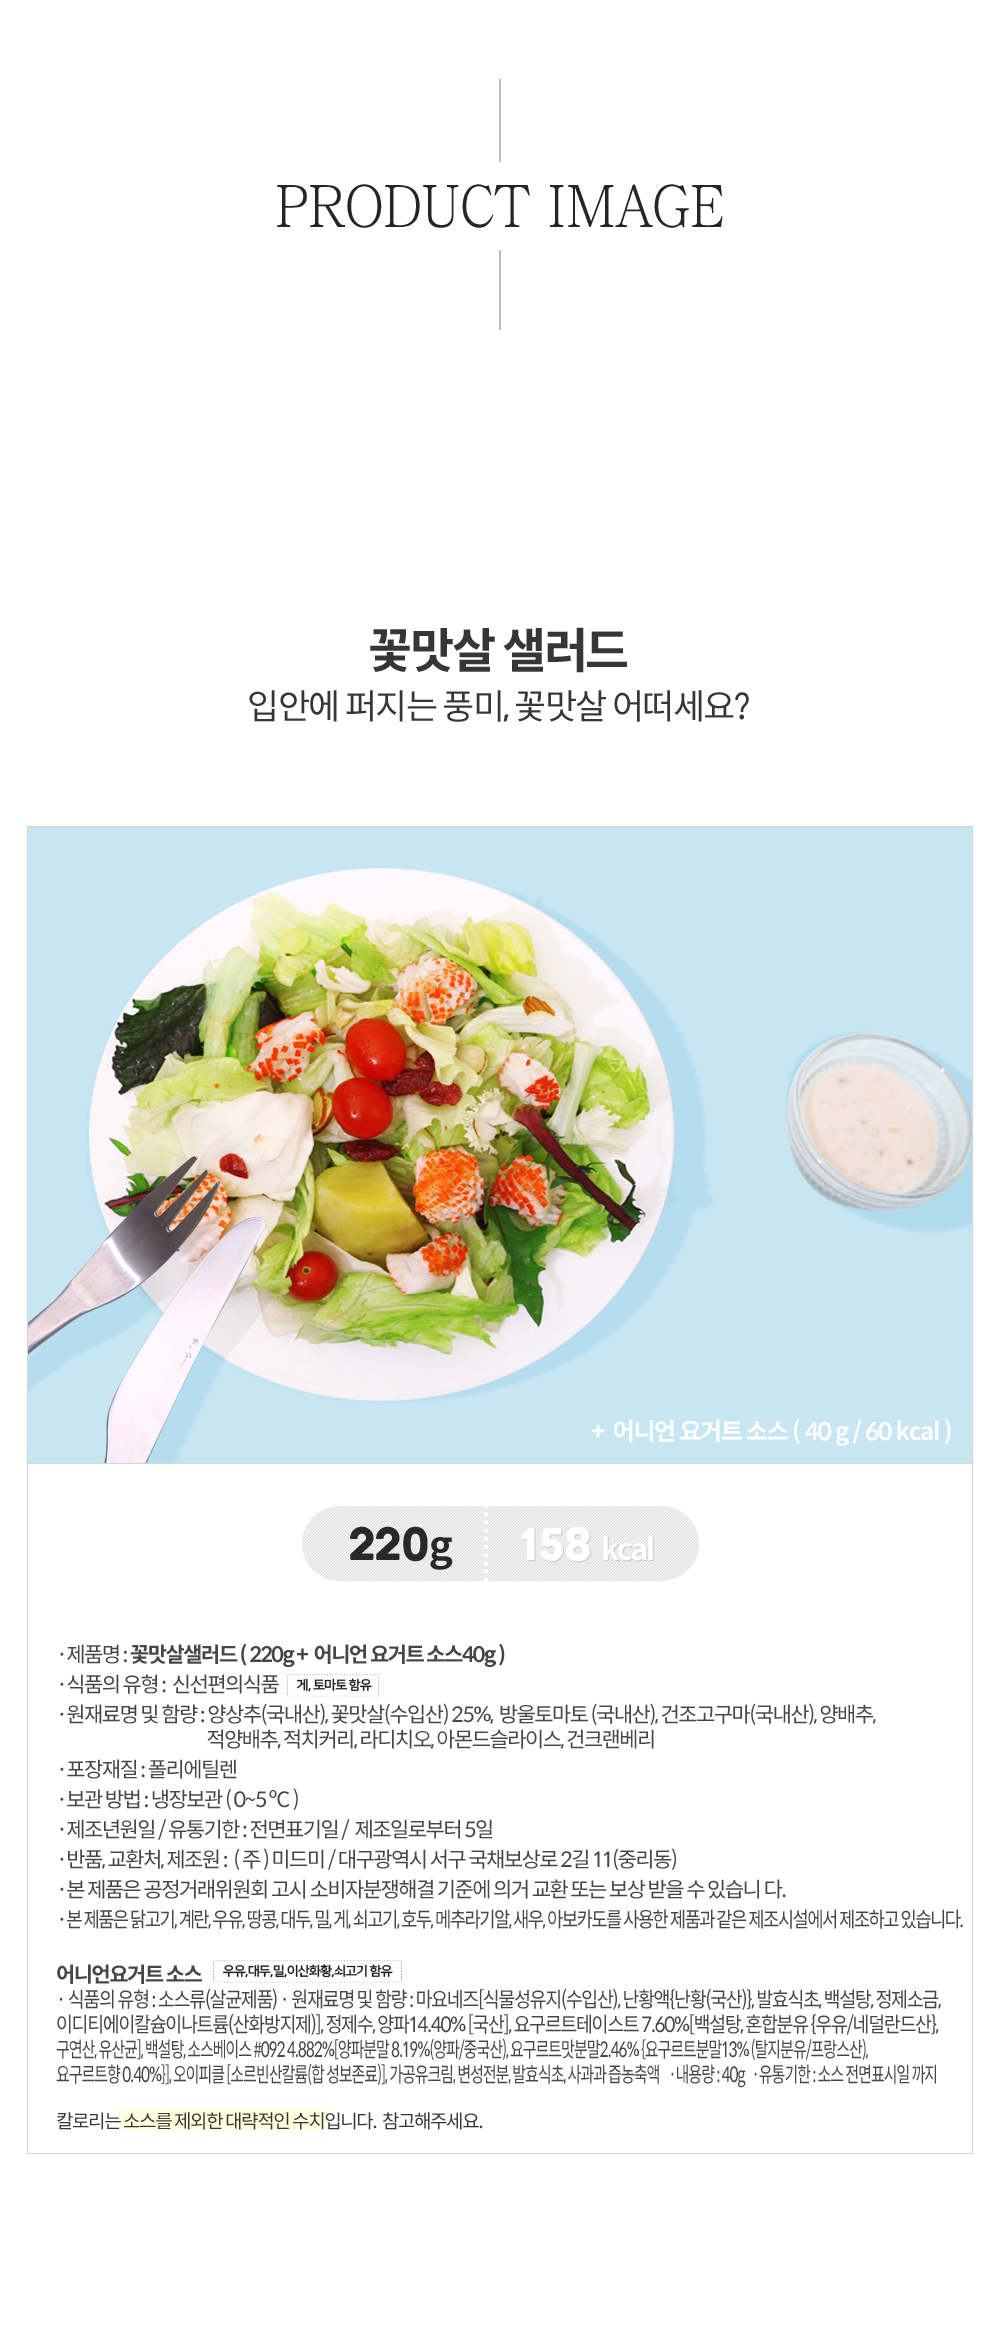 PRODUCT IMAGE
꽃맛살 샐러드
입안에 퍼지는 풍미, 꽃맛살 어떠세요?
+ 어니언 요거트 소스 ( 40 g / 60 kcal )
220g 158 kcal
· 제품명 : 꽃맛살샐러드 ( 220g + 어니언 요거트 소스40g )
· 식품의 유형 : 신선편의식품 게, 토마토 함유
· 원재료명 및 함량 : 양상추(국내산), 꽃맛살(수입산) 25%, 방울토마토 (국내산), 건조고구마(국내산), 양배추,
적양배추, 적치커리, 라디치오, 아몬드슬라이스, 건크랜베리
· 포장재질 : 폴리에틸렌
· 보관 방법 : 냉장보관 ( 0~5 ℃ )
· 제조년원일 / 유통기한 : 전면표기일 / 제조일로부터 5일
· 반품, 교환처, 제조원 : ( 주 ) 미드미 / 대구광역시 서구 국채보상로 2길 11(중리동)
· 본 제품은 공정거래위원회 고시 소비자분쟁해결 기준에 의거 교환 또는 보상 받을 수 있습니 다.
· 본 제품은 닭고기, 계란, 우유, 땅콩, 대두, 밀, 게, 쇠고기, 호두, 메추라기알, 새우, 아보카도를 사용한 제품과 같은 제조시설에서 제조하고 있습니다.
어니언요거트 소스 우유,대두,밀,이산화황,쇠고기 함유
· 식품의 유형 : 소스류(살균제품) · 원재료명 및 함량 : 마요네즈[식물성유지(수입산), 난황액{난황(국산)}, 발효식초, 백설탕, 정제소금,
이디티에이칼슘이나트륨(산화방지제)], 정제수, 양파14.40% [국산], 요구르트테이스트 7.60%[백설탕, 혼합분유 {우유/네덜란드산},
구연산, 유산균], 백설탕, 소스베이스 #092 4.882%[양파분말 8.19%(양파/중국산), 요구르트맛분말2.46% {요구르트분말13% (탈지분유/프랑스산),
요구르트향 0.40%}], 오이피클 [소르빈산칼륨(합성보존료)], 가공유크림, 변성전분, 발효식초, 사과과즙농축액 · 내용량 : 40g · 유통기한 : 소스 전면표시일 까지
칼로리는 소스를 제외한 대략적인 수치입니다. 참고해주세요.